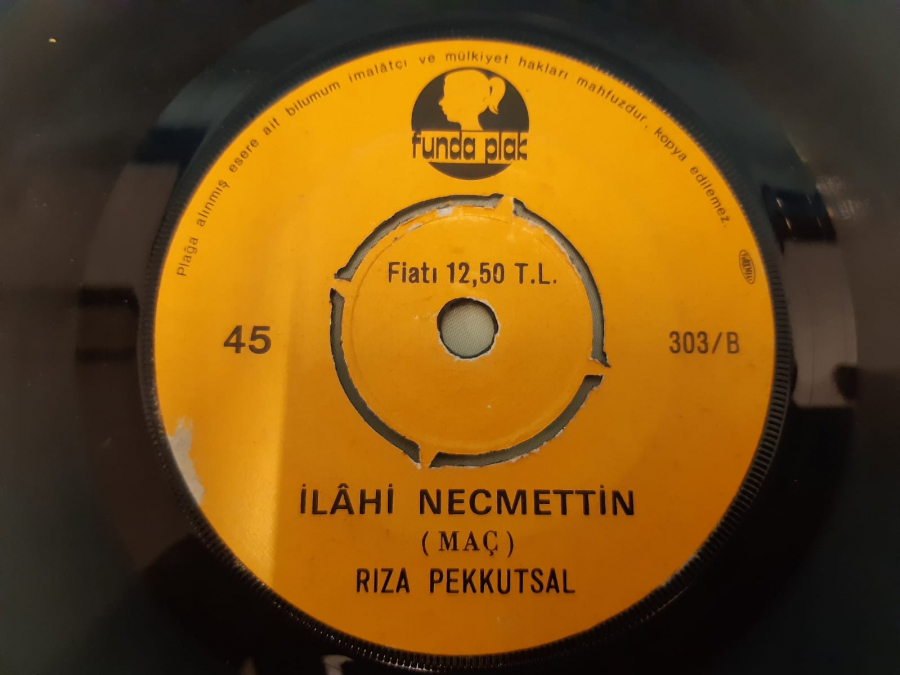 Plağa alınmış esere ait bilumum imalâtçı ve mülkiyet hakları mahfuzdur, kopya edilemez.
funda plak
Fiatı 12,50 T.L.
45
303/B
İLÂHİ NECMETTİN
(MAÇ)
RIZA PEKKUTSAL